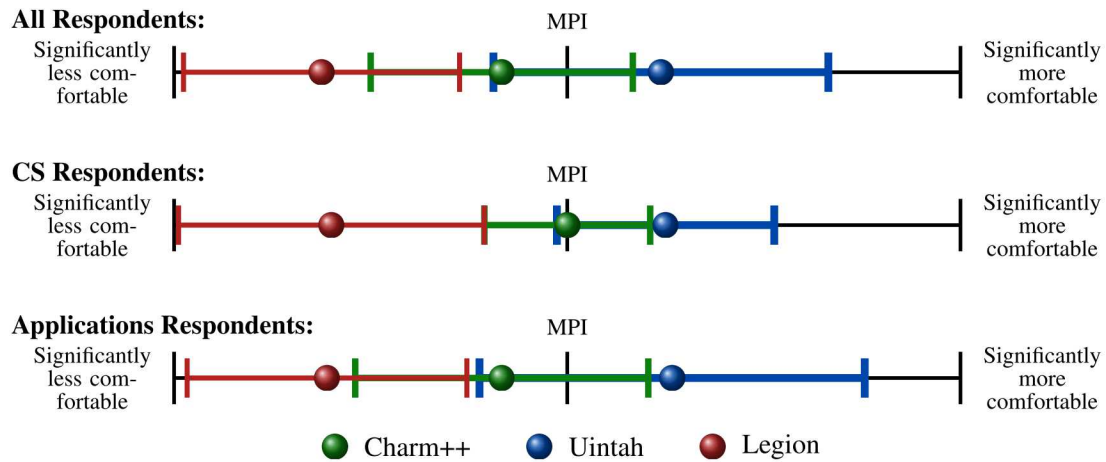 All Respondents:
MPI
Significantly
less com-
fortable
Significantly
more
comfortable
CS Respondents:
MPI
Significantly
less com-
fortable
Significantly
more
comfortable
Applications Respondents:
MPI
Significantly
less com-
fortable
Significantly
more
comfortable
Charm++ Uintah Legion